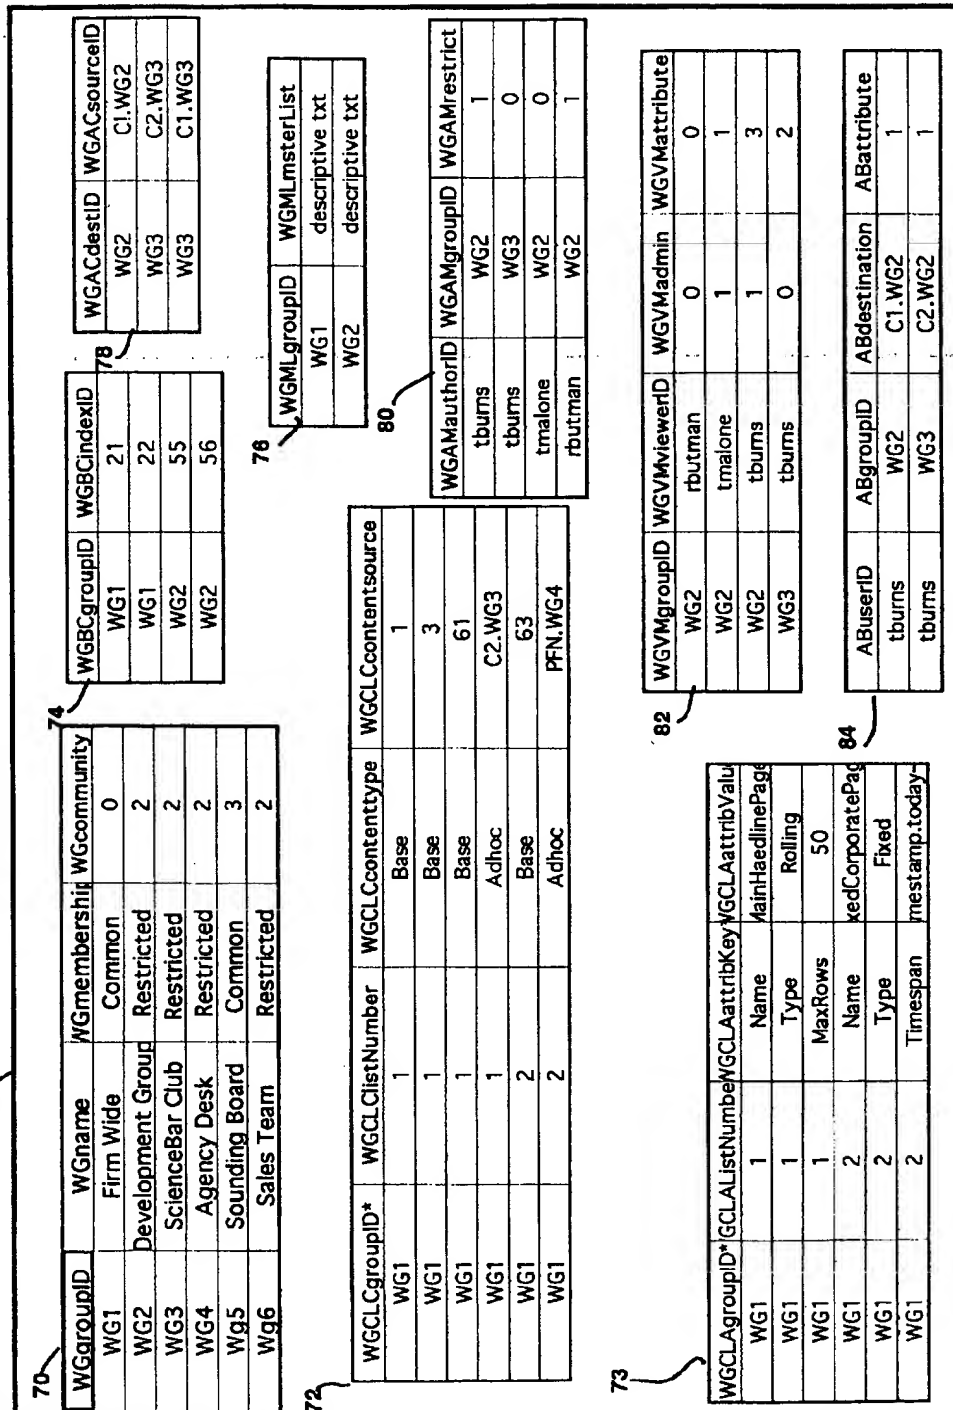 70
WGgroupID WGname WGmembership WGcommunity
WG1 Firm Wide Common 0
WG2 Development Group Restricted 2
WG3 ScienceBar Club Restricted 2
WG4 Agency Desk Restricted 2
Wg5 Sounding Board Common 3
Wg6 Sales Team Restricted 2
74
WGBCgroupID WGBCindexID
WG1 21
WG1 22
WG2 55
WG2 56
78
WGACdestID WGACsourceID
WG2 C1.WG2
WG3 C2.WG3
WG3 C1.WG3
76
WGMLgroupID WGMLmsterList
WG1 descriptive txt
WG2 descriptive txt
72
WGCLCgroupID* WGCLClistNumber WGCLCcontenttype WGCLCcontentsource
WG1 1 Base 1
WG1 1 Base 3
WG1 1 Base 61
WG1 1 Adhoc C2.WG3
WG1 2 Base 63
WG1 2 Adhoc PFN.WG4
80
WGAMauthorID WGAMgroupID WGAMrestrict
tburns WG2 1
tburns WG3 0
tmalone WG2 0
rbutman WG2 1
73
WGCLAgroupID* GCLAListNumbe WGCLAattribKey WGCLAattribValu
WG1 1 Name MainHaedlinePage
WG1 1 Type Rolling
WG1 1 MaxRows 50
WG1 2 Name xedCorporatePag
WG1 2 Type Fixed
WG1 2 Timespan mestamp.today-
82
WGVMgroupID WGVMviewerID WGVMadmin WGVMattribute
WG2 rbutman 0 0
WG2 tmalone 1 1
WG2 tburns 1 3
WG3 tburns 0 2
84
ABuserID ABgroupID ABdestination ABattribute
tburns WG2 C1.WG2 1
tburns WG3 C2.WG2 1